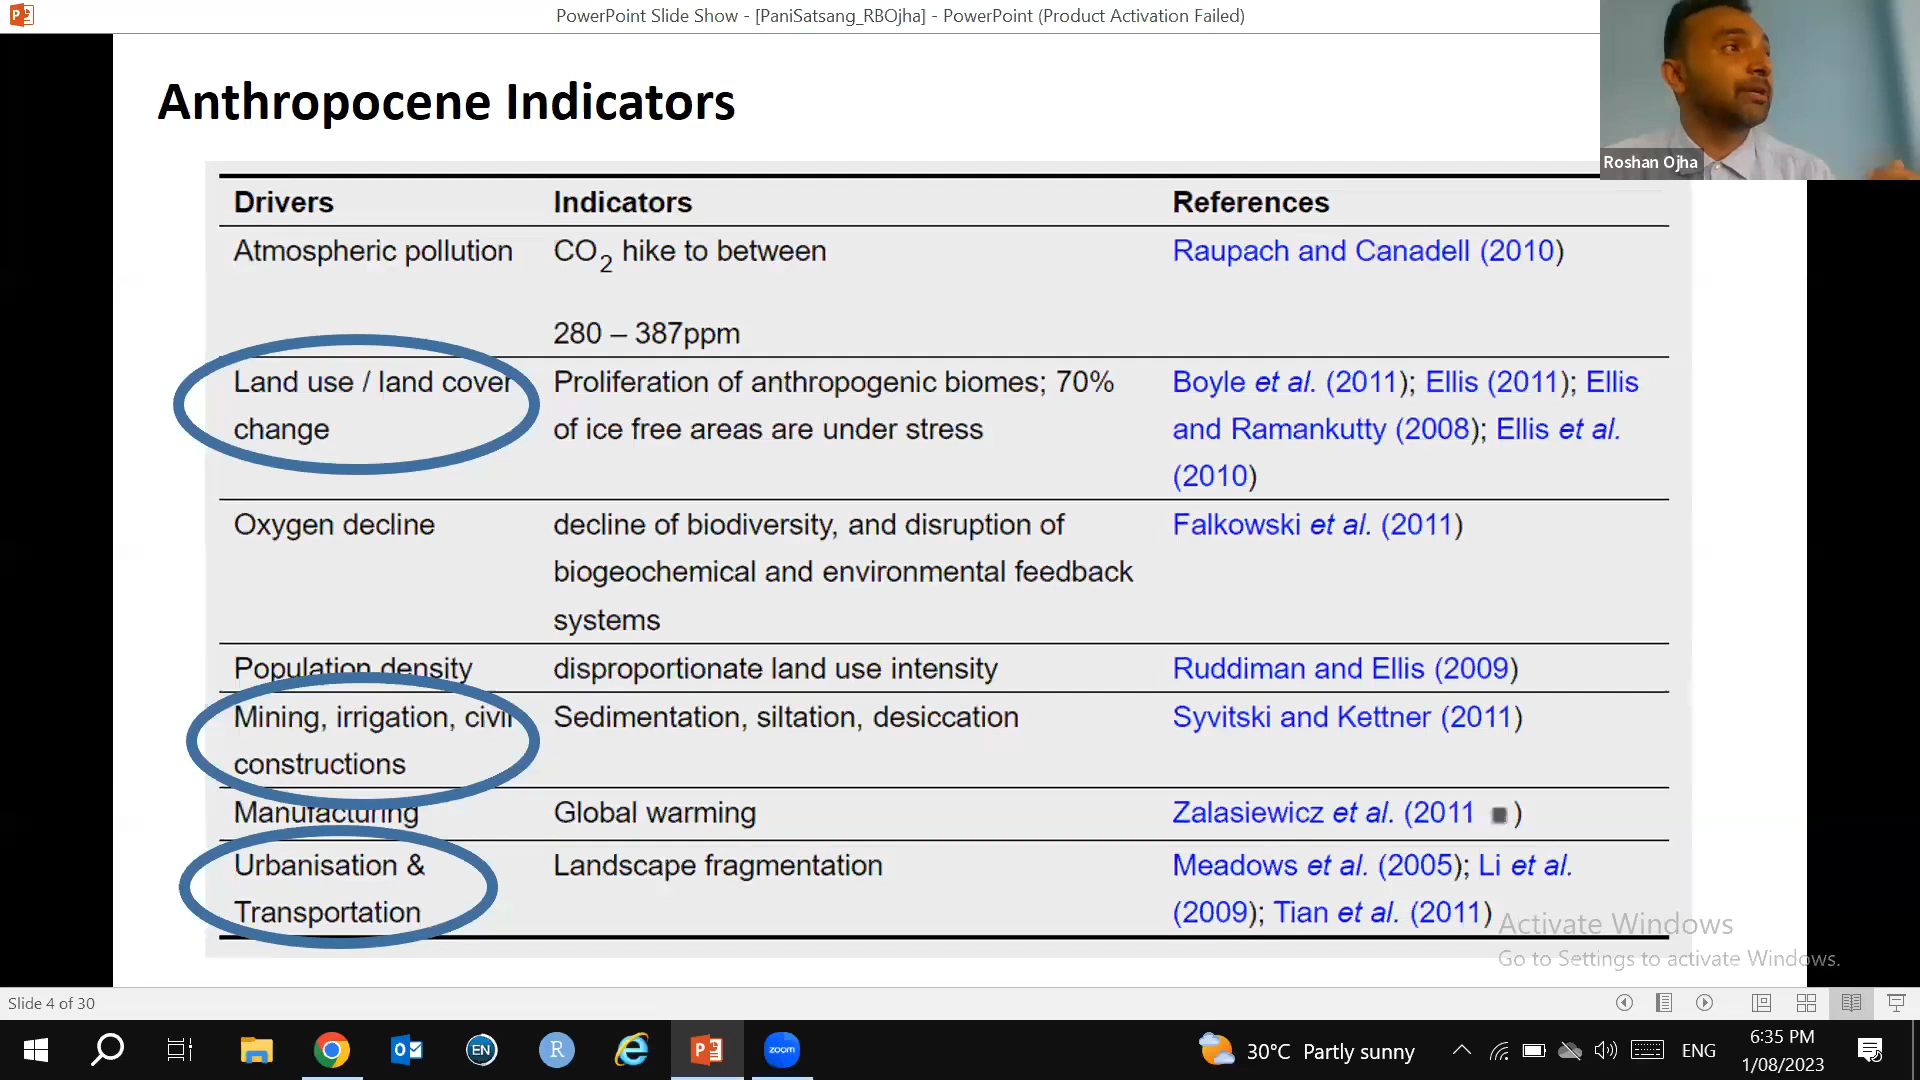 PowerPoint Slide Show - [PaniSatsang_RBOjha] - PowerPoint (Product Activation Failed)
Anthropocene Indicators
Roshan Ojha
Drivers Indicators References
Atmospheric pollution CO2 hike to between Raupach and Canadell (2010)
280 – 387ppm
Land use / land cover Proliferation of anthropogenic biomes; 70% Boyle et al. (2011); Ellis (2011); Ellis
change of ice free areas are under stress and Ramankutty (2008); Ellis et al.
(2010)
Oxygen decline decline of biodiversity, and disruption of Falkowski et al. (2011)
biogeochemical and environmental feedback
systems
Population density disproportionate land use intensity Ruddiman and Ellis (2009)
Mining, irrigation, civil Sedimentation, siltation, desiccation Syvitski and Kettner (2011)
constructions
Manufacturing Global warming Zalasiewicz et al. (2011 )
Urbanisation & Landscape fragmentation Meadows et al. (2005); Li et al.
Transportation (2009); Tian et al. (2011)
Activate Windows
Go to Settings to activate Windows.
Slide 4 of 30
EN R zoom 30°C Partly sunny ENG 6:35 PM
1/08/2023